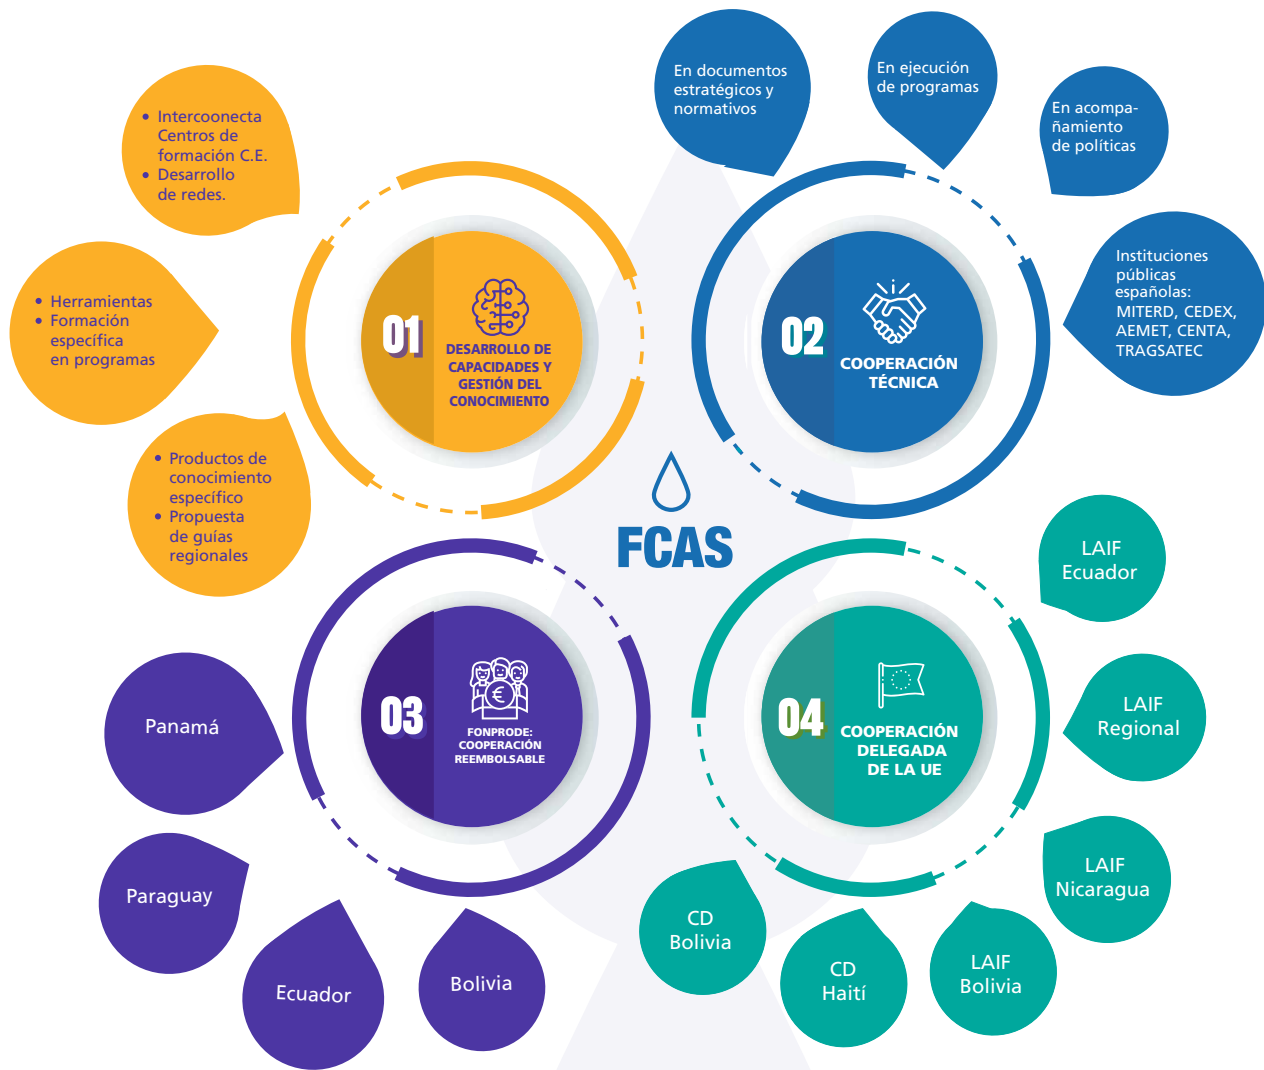 • Intercoonecta
Centros de
formación C.E.
• Desarrollo
de redes.
• Herramientas
• Formación
específica
en programas
• Productos de
conocimiento
específico
• Propuesta
de guías
regionales
01
DESARROLLO DE
CAPACIDADES Y
GESTIÓN DEL
CONOCIMIENTO
En documentos
estratégicos y
normativos
En ejecución
de programas
En acompa-
ñamiento
de políticas
Instituciones
públicas
españolas:
MITERD, CEDEX,
AEMET, CENTA,
TRAGSATEC
02
COOPERACIÓN
TÉCNICA
FCAS
03
FONPRODE:
COOPERACIÓN
REEMBOLSABLE
€
Panamá
Paraguay
Ecuador
Bolivia
04
COOPERACIÓN
DELEGADA
DE LA UE
LAIF
Ecuador
LAIF
Regional
LAIF
Nicaragua
LAIF
Bolivia
CD
Haití
CD
Bolivia